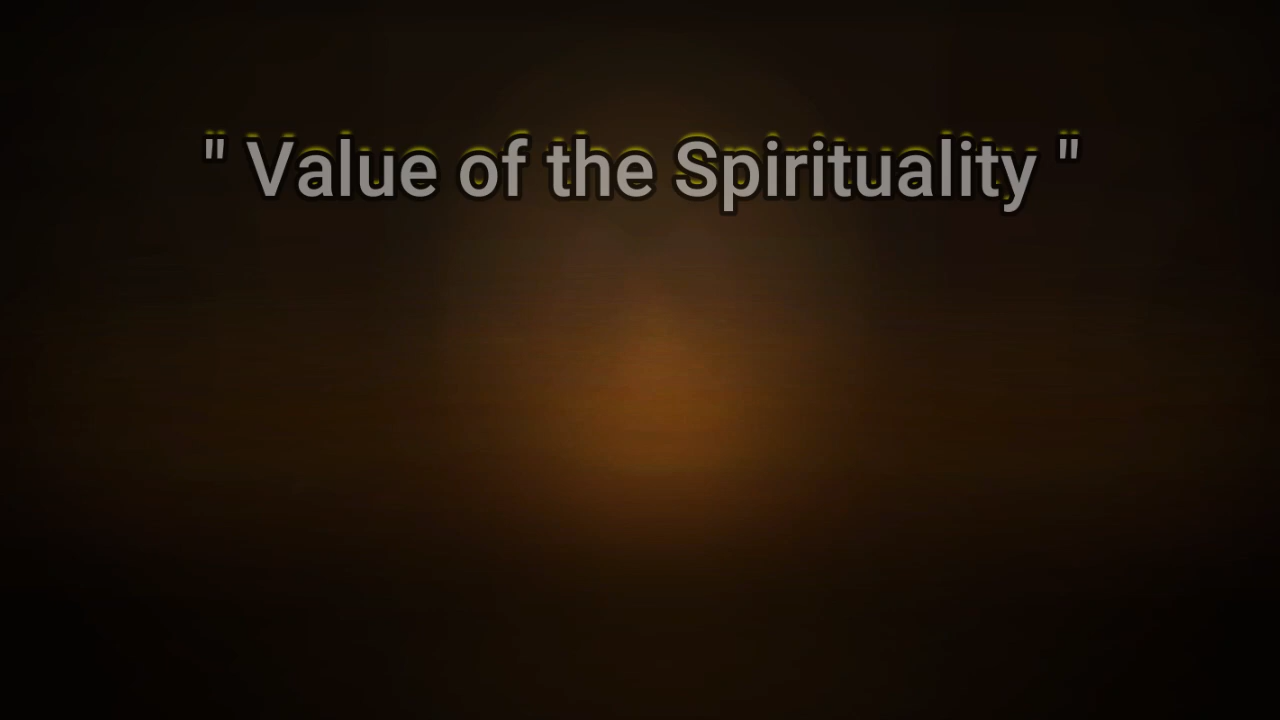 " Value of the Spirituality "